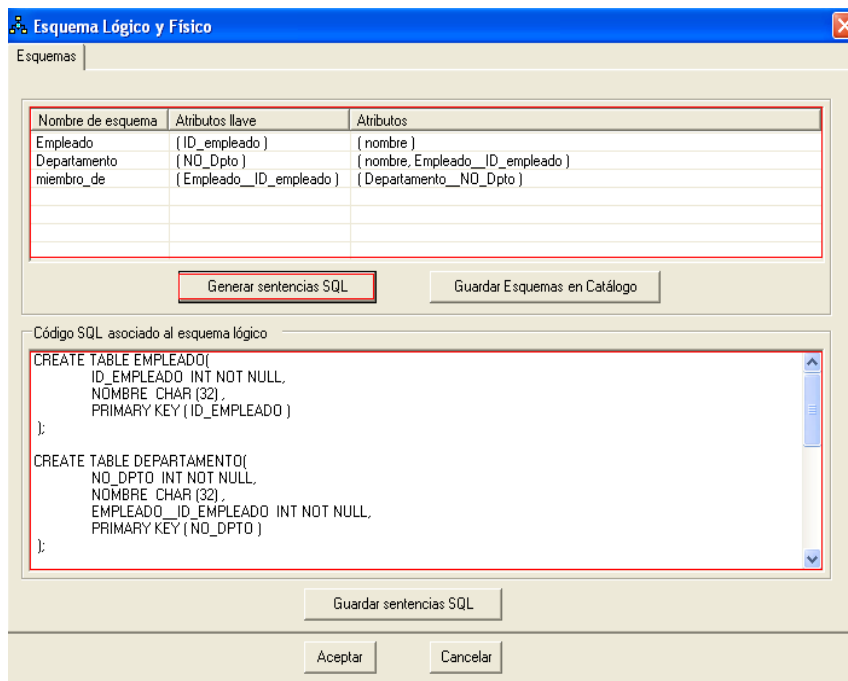 Esquema Lógico y Físico
Esquemas
Nombre de esquema Atributos llave Atributos
Empleado ( ID_empleado ) ( nombre )
Departamento ( NO_Dpto ) ( nombre, Empleado__ID_empleado )
miembro_de ( Empleado__ID_empleado ) ( Departamento__NO_Dpto )
Generar sentencias SQL Guardar Esquemas en Catálogo
Código SQL asociado al esquema lógico
CREATE TABLE EMPLEADO(
ID_EMPLEADO INT NOT NULL,
NOMBRE CHAR (32) ,
PRIMARY KEY ( ID_EMPLEADO )
);
CREATE TABLE DEPARTAMENTO(
NO_DPTO INT NOT NULL,
NOMBRE CHAR (32) ,
EMPLEADO__ID_EMPLEADO INT NOT NULL,
PRIMARY KEY ( NO_DPTO )
);
Guardar sentencias SQL
Aceptar Cancelar